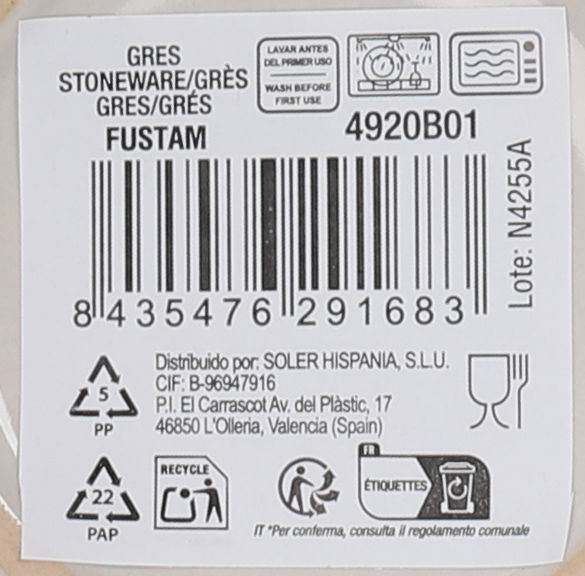 GRES
STONEWARE/GRÈS
GRES/GRÉS
FUSTAM
LAVAR ANTES
DEL PRIMER USO
WASH BEFORE
FIRST USE
4920B01
Lote: N4255A
8 435476 291683
Distribuido por: SOLER HISPANIA, S.L.U.
CIF: B-96947916
P.I. El Carrascot Av. del Plàstic, 17
46850 L'Olleria, Valencia (Spain)
5
PP
22
PAP
RECYCLE
FR
ÉTIQUETTES
IT *Per conferma, consulta il regolamento comunale